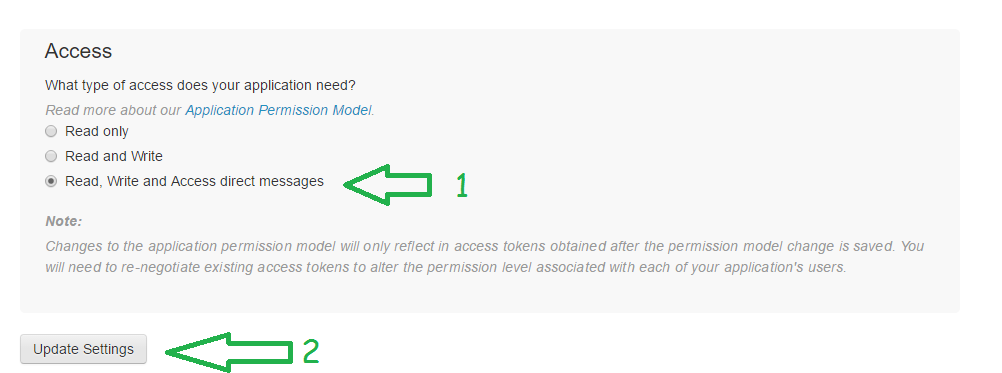 Access
What type of access does your application need?
Read more about our Application Permission Model.
Read only
Read and Write
Read, Write and Access direct messages
1
Note:
Changes to the application permission model will only reflect in access tokens obtained after the permission model change is saved. You
will need to re-negotiate existing access tokens to alter the permission level associated with each of your application's users.
Update Settings
2